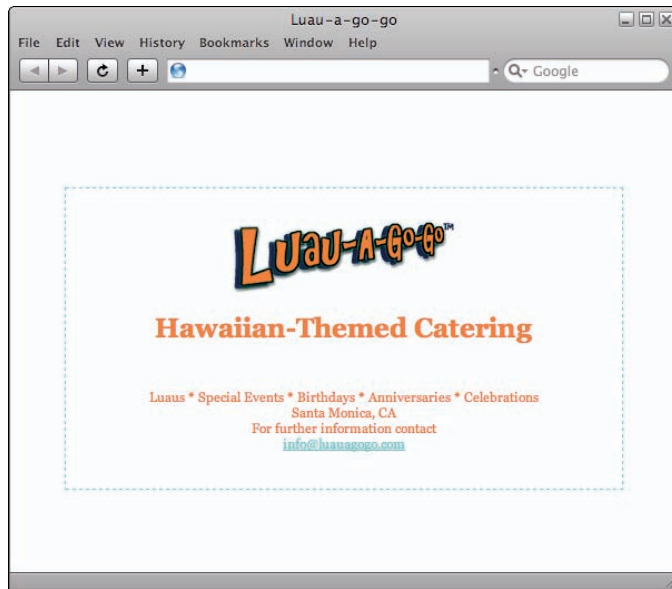 Luau-a-go-go
File Edit View History Bookmarks Window Help
Google
LUAU-A-GO-GO™
Hawaiian-Themed Catering
Luaus * Special Events * Birthdays * Anniversaries * Celebrations
Santa Monica, CA
For further information contact
info@luauagogo.com